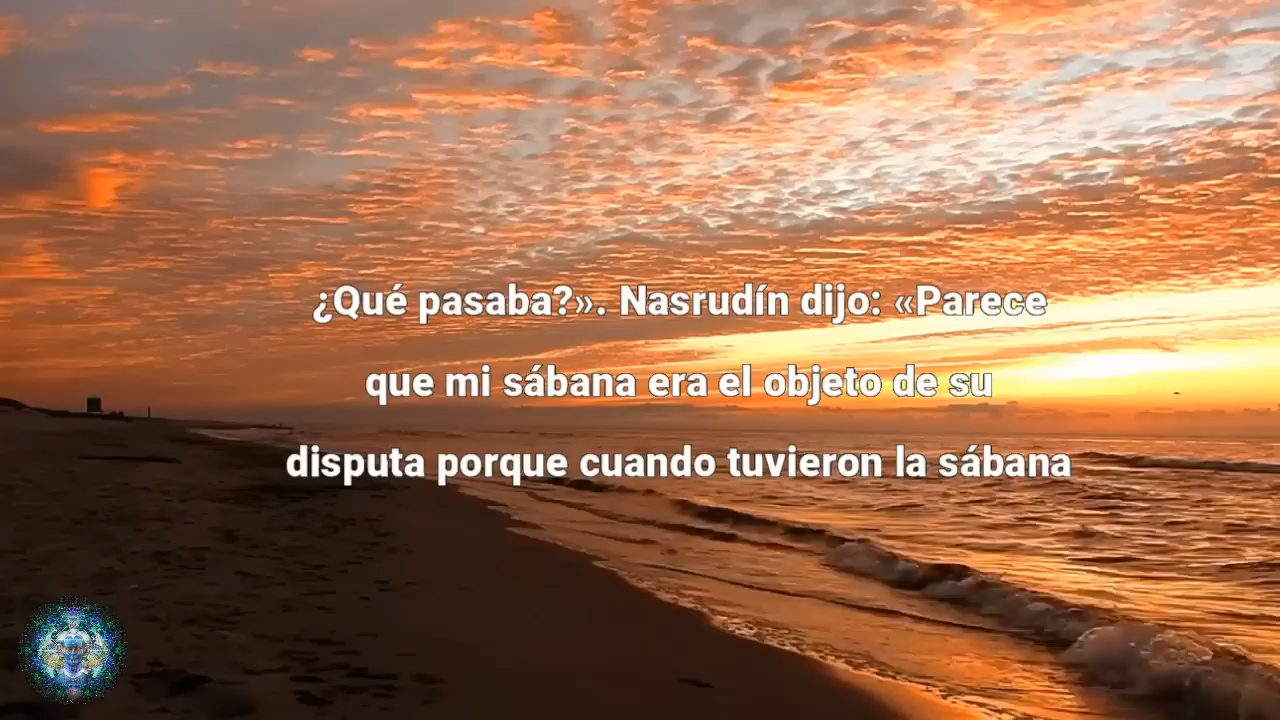 ¿Qué pasaba?». Nasrudín dijo: «Parece
que mi sábana era el objeto de su
disputa porque cuando tuvieron la sábana